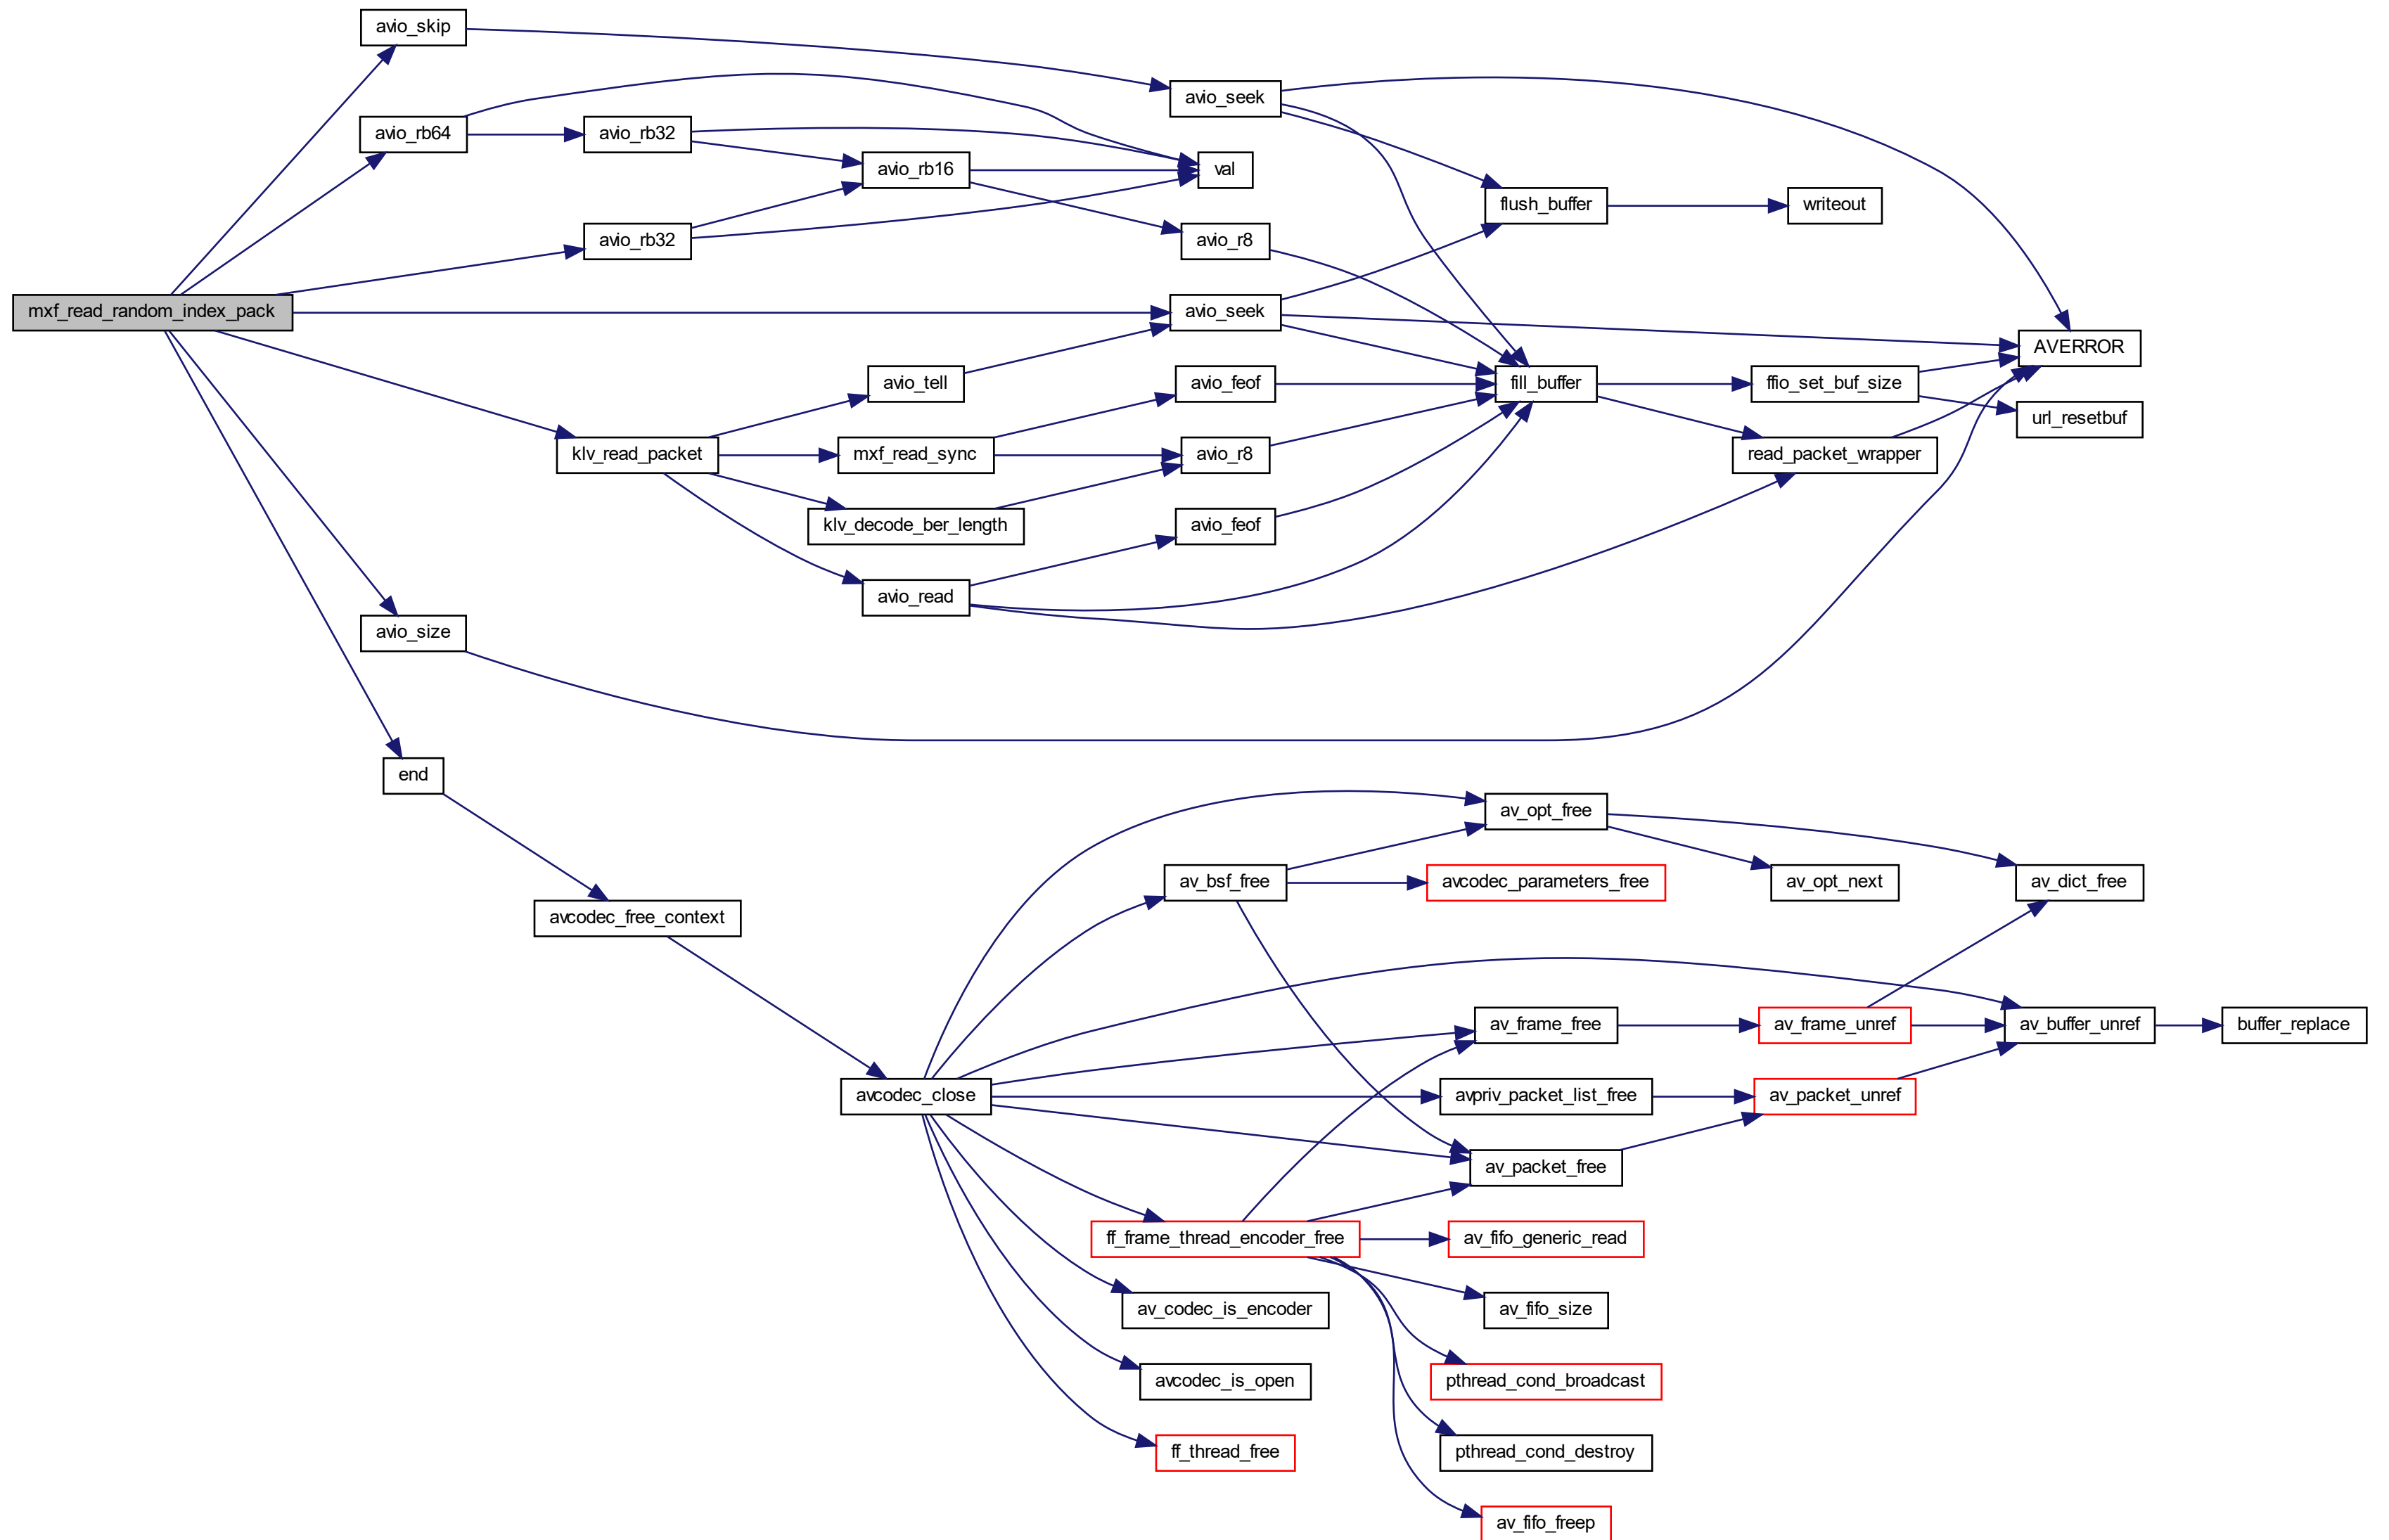 avio_skip
avio_seek
avio_rb64
avio_rb32
avio_rb16
val
flush_buffer
writeout
avio_rb32
avio_r8
mxf_read_random_index_pack
avio_seek
AVERROR
avio_tell
avio_feof
fill_buffer
ffio_set_buf_size
url_resetbuf
klv_read_packet
mxf_read_sync
avio_r8
read_packet_wrapper
klv_decode_ber_length
avio_feof
avio_read
avio_size
end
av_opt_free
av_bsf_free
avcodec_parameters_free
av_opt_next
av_dict_free
avcodec_free_context
av_frame_free
av_frame_unref
av_buffer_unref
buffer_replace
avcodec_close
avpriv_packet_list_free
av_packet_unref
av_packet_free
ff_frame_thread_encoder_free
av_fifo_generic_read
av_codec_is_encoder
av_fifo_size
avcodec_is_open
pthread_cond_broadcast
ff_thread_free
pthread_cond_destroy
av_fifo_freep